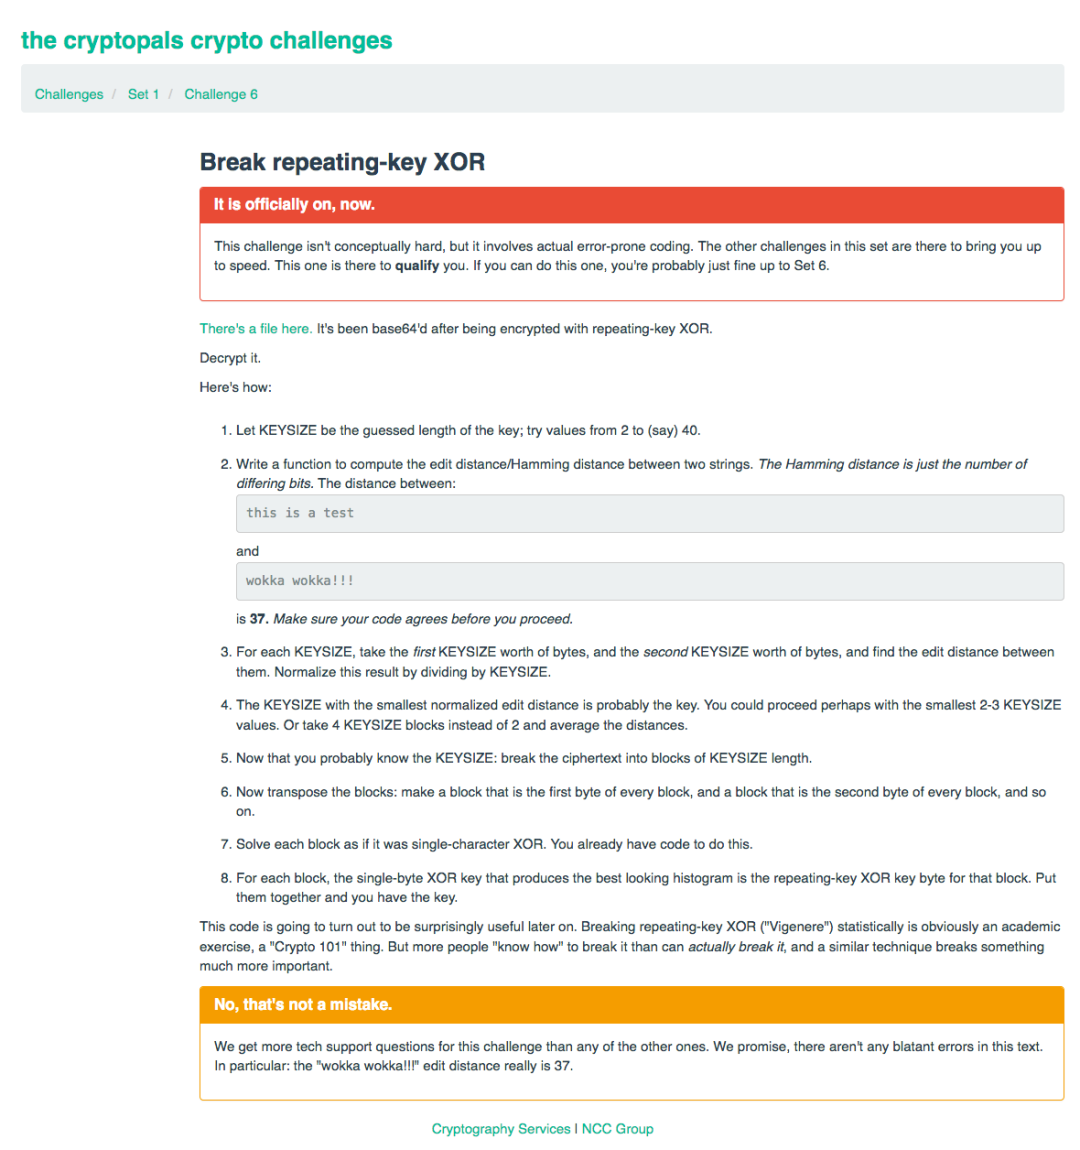 the cryptopals crypto challenges
Challenges / Set 1 / Challenge 6
Break repeating-key XOR
It is officially on, now.
This challenge isn't conceptually hard, but it involves actual error-prone coding. The other challenges in this set are there to bring you up
to speed. This one is there to qualify you. If you can do this one, you're probably just fine up to Set 6.
There's a file here. It's been base64'd after being encrypted with repeating-key XOR.
Decrypt it.
Here's how:
1. Let KEYSIZE be the guessed length of the key; try values from 2 to (say) 40.
2. Write a function to compute the edit distance/Hamming distance between two strings. The Hamming distance is just the number of
differing bits. The distance between:
this is a test
and
wokka wokka!!!
is 37. Make sure your code agrees before you proceed.
3. For each KEYSIZE, take the first KEYSIZE worth of bytes, and the second KEYSIZE worth of bytes, and find the edit distance between
them. Normalize this result by dividing by KEYSIZE.
4. The KEYSIZE with the smallest normalized edit distance is probably the key. You could proceed perhaps with the smallest 2-3 KEYSIZE
values. Or take 4 KEYSIZE blocks instead of 2 and average the distances.
5. Now that you probably know the KEYSIZE: break the ciphertext into blocks of KEYSIZE length.
6. Now transpose the blocks: make a block that is the first byte of every block, and a block that is the second byte of every block, and so
on.
7. Solve each block as if it was single-character XOR. You already have code to do this.
8. For each block, the single-byte XOR key that produces the best looking histogram is the repeating-key XOR key byte for that block. Put
them together and you have the key.
This code is going to turn out to be surprisingly useful later on. Breaking repeating-key XOR ("Vigenere") statistically is obviously an academic
exercise, a "Crypto 101" thing. But more people "know how" to break it than can actually break it, and a similar technique breaks something
much more important.
No, that's not a mistake.
We get more tech support questions for this challenge than any of the other ones. We promise, there aren't any blatant errors in this text.
In particular: the "wokka wokka!!!" edit distance really is 37.
Cryptography Services | NCC Group